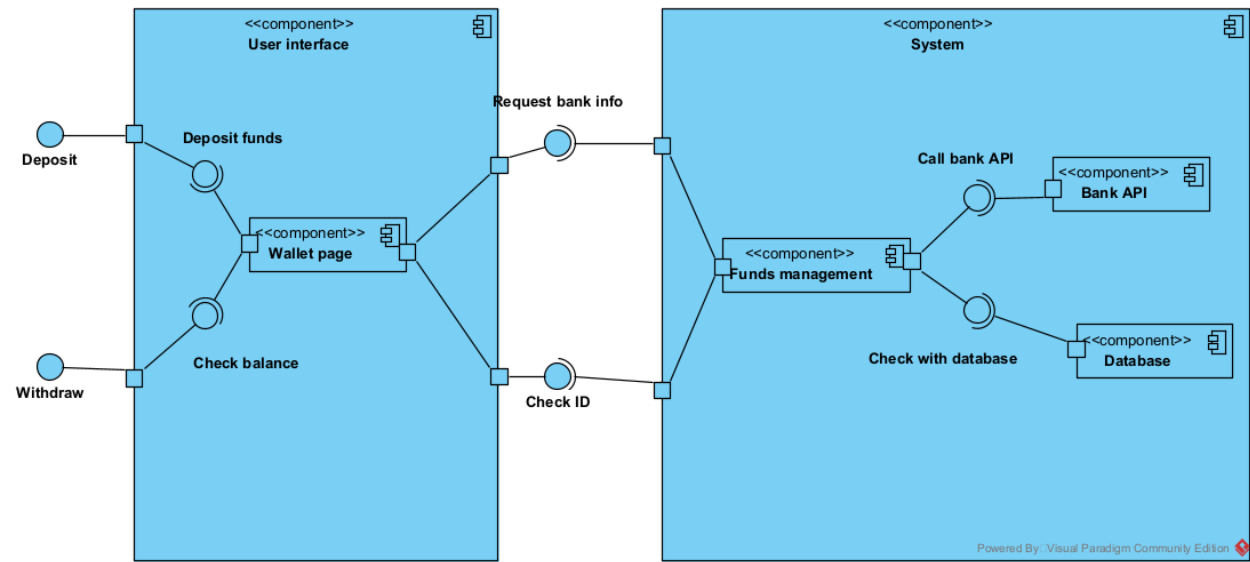 <<component>>
User interface
<<component>>
System
Request bank info
Deposit
Deposit funds
Call bank API
<<component>>
Bank API
<<component>>
Wallet page
<<component>>
Funds management
Withdraw
Check balance
Check ID
Check with database
<<component>>
Database
Powered By Visual Paradigm Community Edition